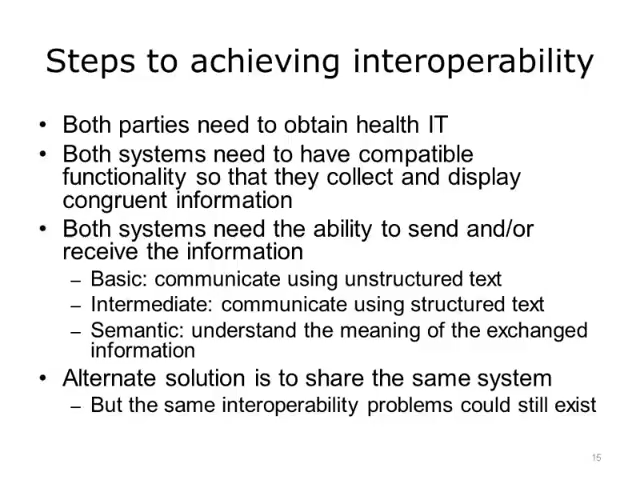 Steps to achieving interoperability
• Both parties need to obtain health IT
• Both systems need to have compatible
functionality so that they collect and display
congruent information
• Both systems need the ability to send and/or
receive the information
– Basic: communicate using unstructured text
– Intermediate: communicate using structured text
– Semantic: understand the meaning of the exchanged
information
• Alternate solution is to share the same system
– But the same interoperability problems could still exist
15